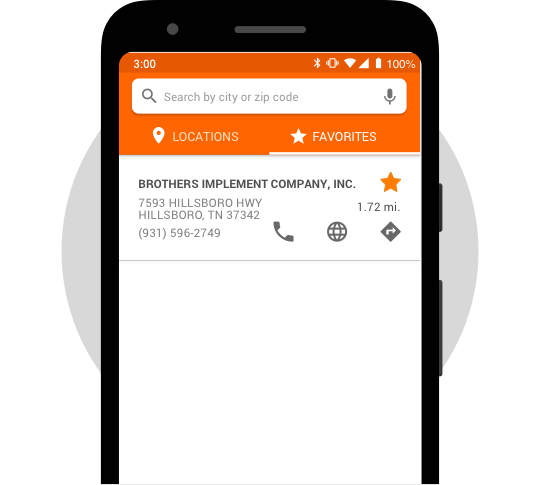 3:00 100%
Search by city or zip code
LOCATIONS FAVORITES
BROTHERS IMPLEMENT COMPANY, INC.
7593 HILLSBORO HWY 1.72 mi.
HILLSBORO, TN 37342
(931) 596-2749